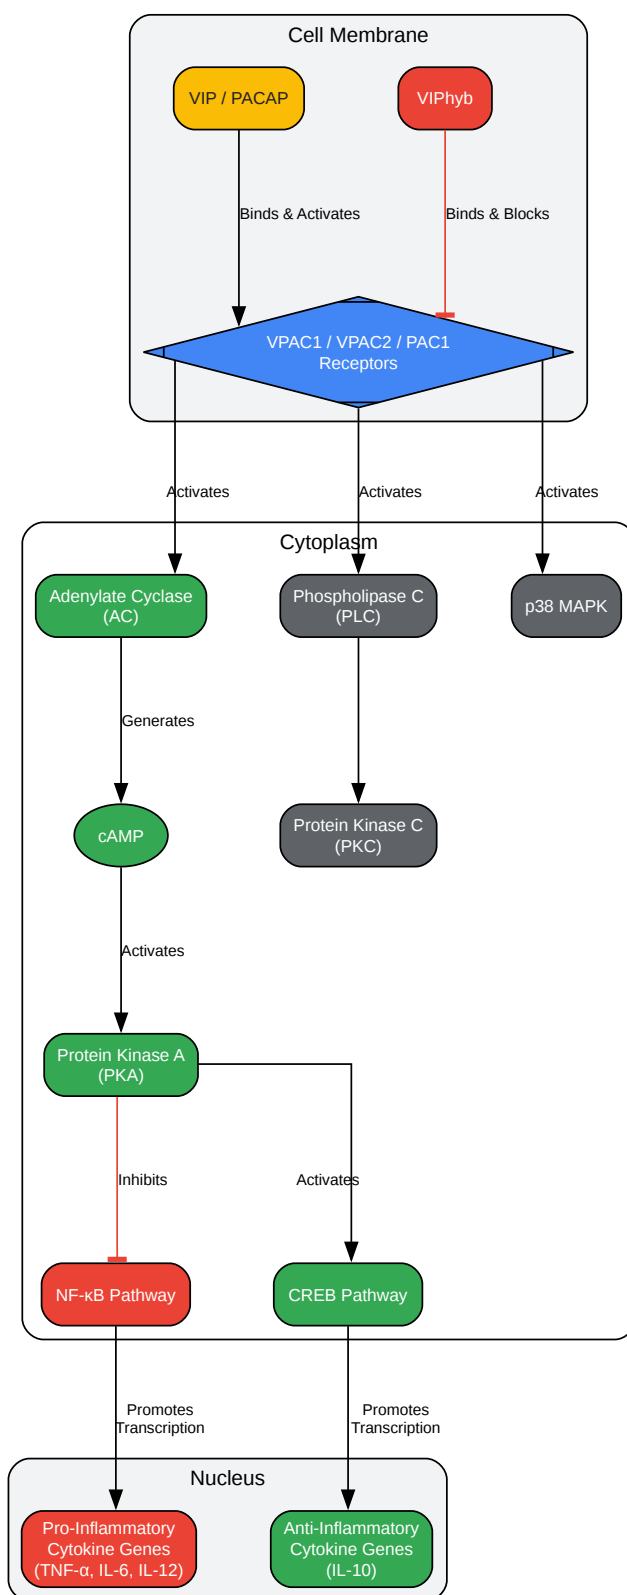 Cell Membrane
VIP / PACAP
VIPhyb
Binds & Activates
Binds & Blocks
VPAC1 / VPAC2 / PAC1
Receptors
Activates
Activates
Activates
Cytoplasm
Adenylate Cyclase
(AC)
Phospholipase C
(PLC)
p38 MAPK
Generates
cAMP
Protein Kinase C
(PKC)
Activates
Protein Kinase A
(PKA)
Inhibits
Activates
NF-κB Pathway
CREB Pathway
Promotes
Transcription
Promotes
Transcription
Nucleus
Pro-Inflammatory
Cytokine Genes
(TNF-α, IL-6, IL-12)
Anti-Inflammatory
Cytokine Genes
(IL-10)